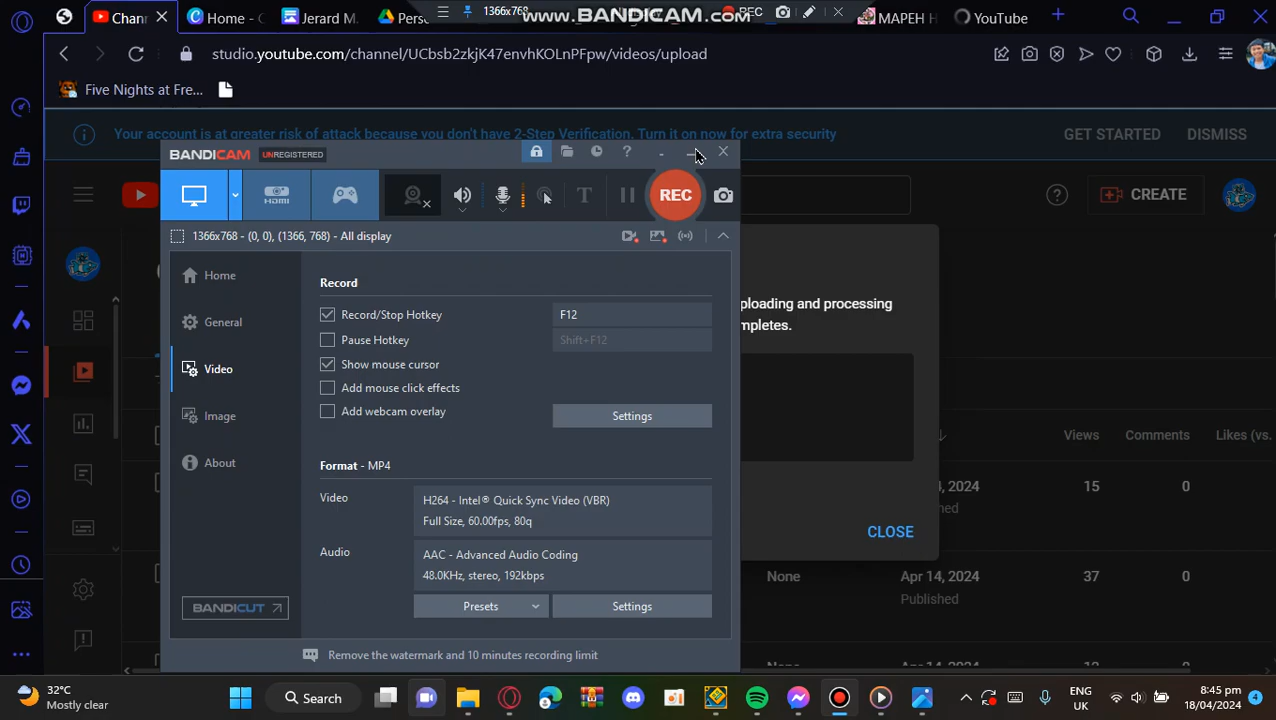 Chan
Home - C
Jerard M
Perso
1366x768
www.BANDICAM.com
REC
MAPEH H
YouTube
studio.youtube.com/channel/UCbsb2zkjK47envhKOLnPFpw/videos/upload
Five Nights at Fre...
Your account is at greater risk of attack because you don't have 2-Step Verification. Turn it on now for extra security
GET STARTED
DISMISS
BANDICAM
UNREGISTERED
HDMI
REC
CREATE
1366x768 - (0, 0), (1366, 768) - All display
Home
General
Video
Image
About
BANDICUT
Record
Record/Stop Hotkey
F12
Pause Hotkey
Shift+F12
Show mouse cursor
Add mouse click effects
Add webcam overlay
Settings
Format - MP4
Video
H264 - Intel® Quick Sync Video (VBR)
Full Size, 60.00fps, 80q
Audio
AAC - Advanced Audio Coding
48.0KHz, stereo, 192kbps
Presets
Settings
Remove the watermark and 10 minutes recording limit
ploading and processing
mpletes.
CLOSE
Views
Comments
Likes (vs.
, 2024
15
0
shed
None
Apr 14, 2024
37
0
Published
32°C
Mostly clear
Search
ENG
UK
8:45 pm
18/04/2024
4